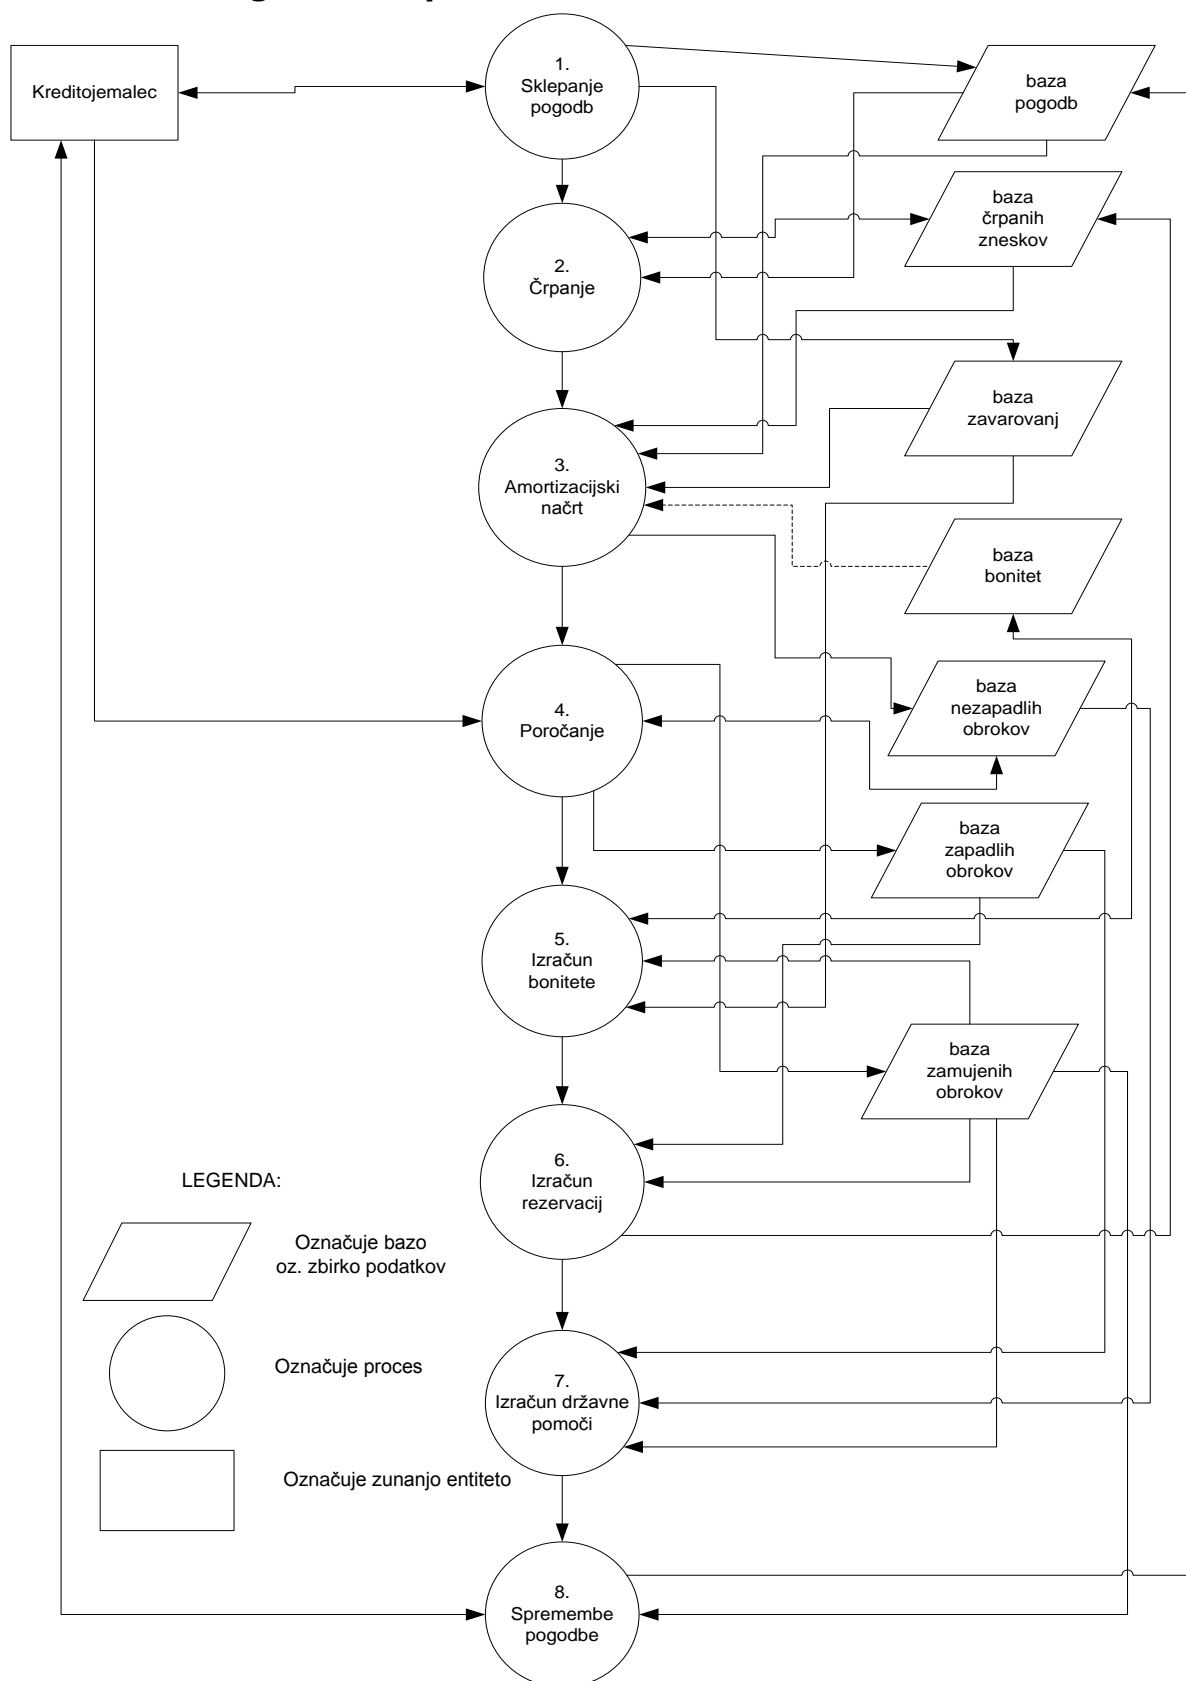 Kreditojemalec
1.
Sklepanje
pogodb
baza
pogodb
baza
črpanih
zneskov
2.
Črpanje
baza
zavarovanj
3.
Amortizacijski
načrt
baza
bonitet
baza
nezapadlih
obrokov
4.
Poročanje
baza
zapadlih
obrokov
5.
Izračun
bonitete
baza
zamujenih
obrokov
6.
Izračun
rezervacij
LEGENDA:
Označuje bazo
oz. zbirko podatkov
Označuje proces
7.
Izračun državne
pomoči
Označuje zunanjo entiteto
8.
Spremembe
pogodbe